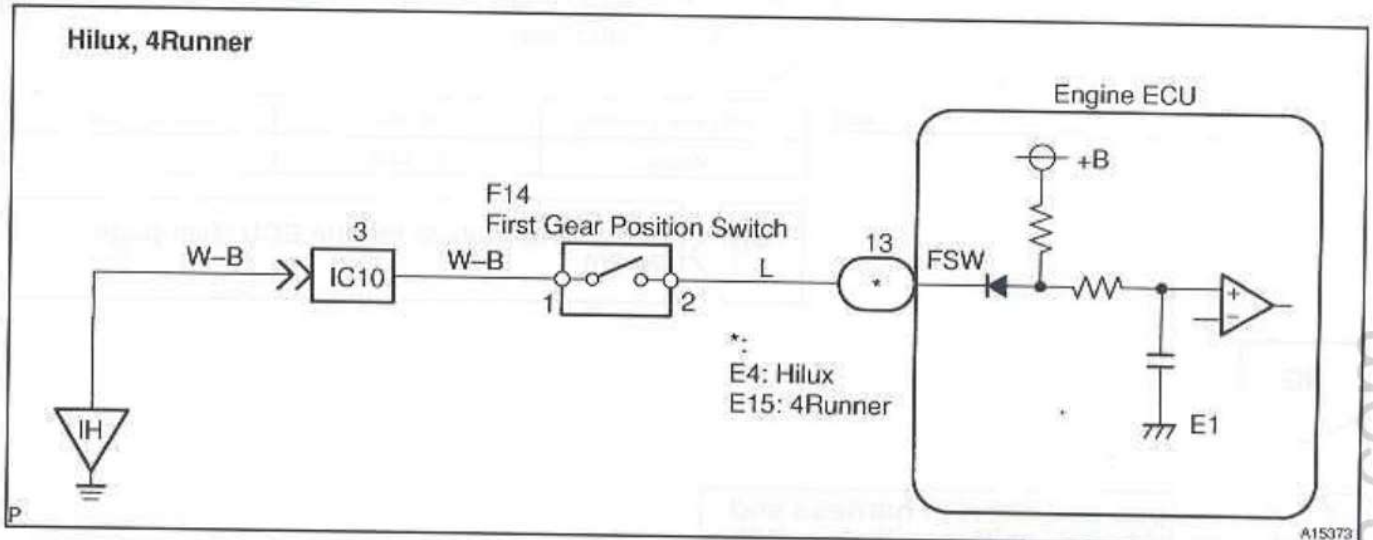 Hilux, 4Runner
Engine ECU
+B
F14
First Gear Position Switch
3
13
W–B
IC10
W–B
1
2
L
*
FSW
+
–
*:
E4: Hilux
E15: 4Runner
E1
IH
P
A15373